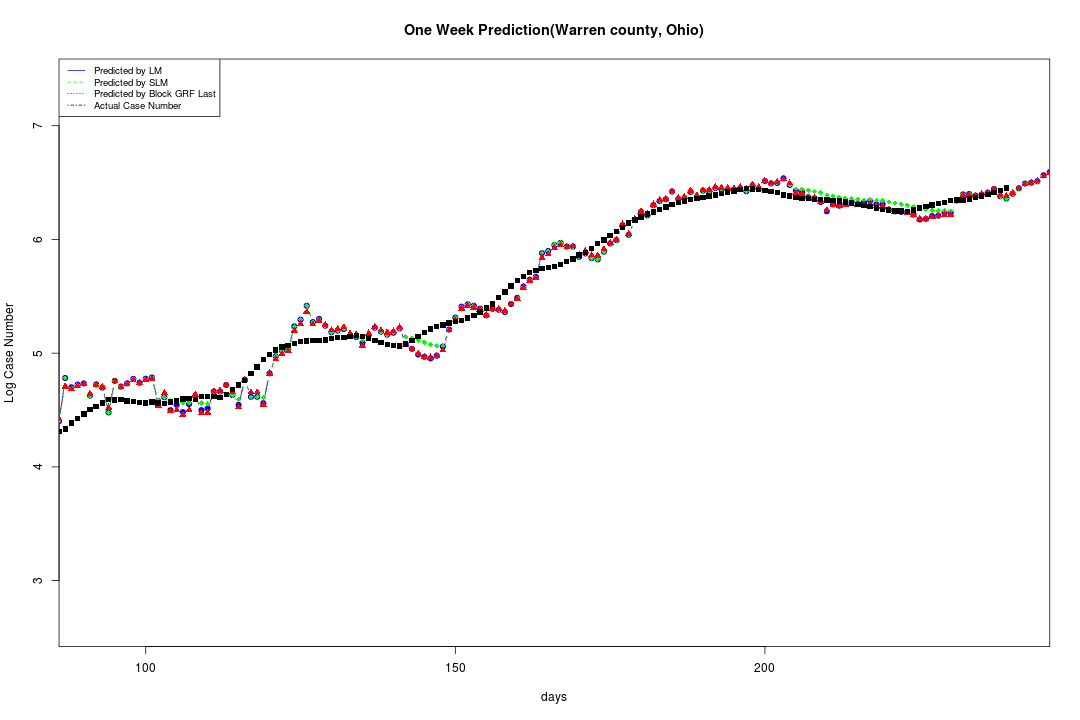 One Week Prediction(Warren county, Ohio)
Predicted by LM
Predicted by SLM
Predicted by Block GRF Last
Actual Case Number
7
6
5
4
3
Log Case Number
100 150 200
days